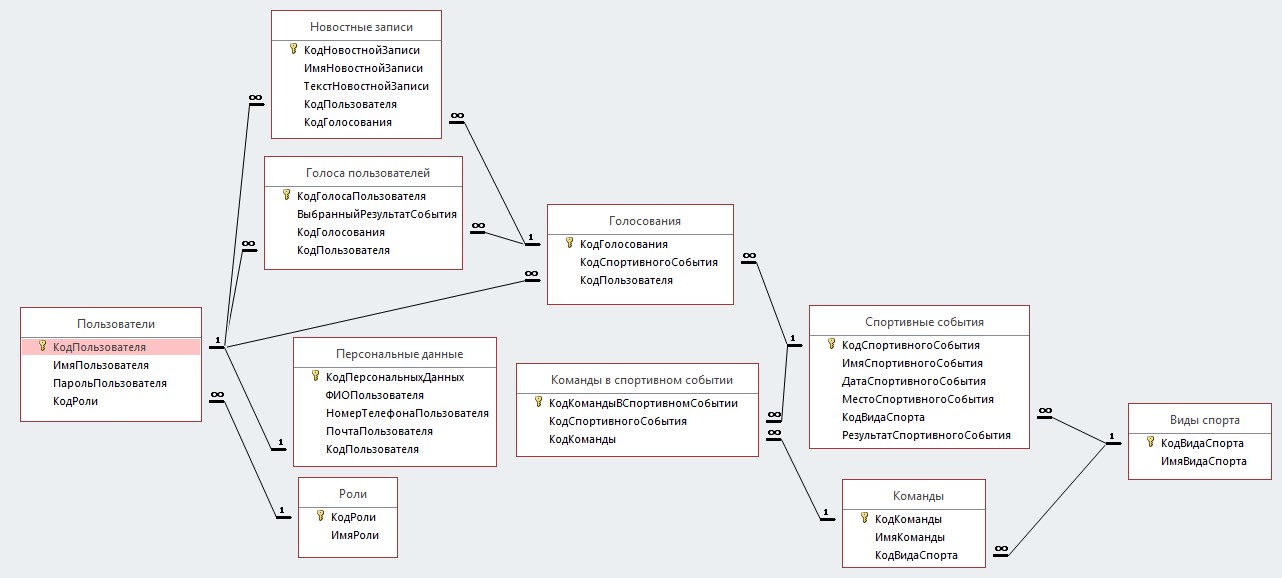 Новостные записи
КодНовостнойЗаписи
ИмяНовостнойЗаписи
ТекстНовостнойЗаписи
КодПользователя
КодГолосования
Голоса пользователей
КодГолосаПользователя
ВыбранныйРезультатСобытия
КодГолосования
КодПользователя
Голосования
КодГолосования
КодСпортивногоСобытия
КодПользователя
Пользователи
КодПользователя
ИмяПользователя
ПарольПользователя
КодРоли
Персональные данные
КодПерсональныхДанных
ФИОПользователя
НомерТелефонаПользователя
ПочтаПользователя
КодПользователя
Роли
КодРоли
ИмяРоли
Команды в спортивном событии
КодКомандыВСпортивномСобытии
КодСпортивногоСобытия
КодКоманды
Спортивные события
КодСпортивногоСобытия
ИмяСпортивногоСобытия
ДатаСпортивногоСобытия
МестоСпортивногоСобытия
КодВидаСпорта
РезультатСпортивногоСобытия
Команды
КодКоманды
ИмяКоманды
КодВидаСпорта
Виды спорта
КодВидаСпорта
ИмяВидаСпорта
∞
∞
∞
∞
∞
∞
∞
∞
∞
∞
∞
1
1
1
1
1
1
1